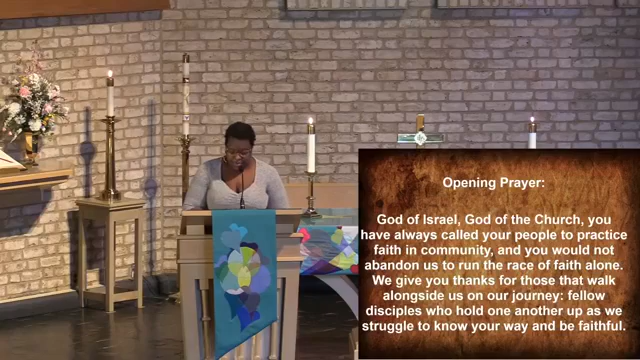 Opening Prayer:
God of Israel, God of the Church, you
have always called your people to practice
faith in community, and you would not
abandon us to run the race of faith alone.
We give you thanks for those that walk
alongside us on our journey: fellow
disciples who hold one another up as we
struggle to know your way and be faithful.